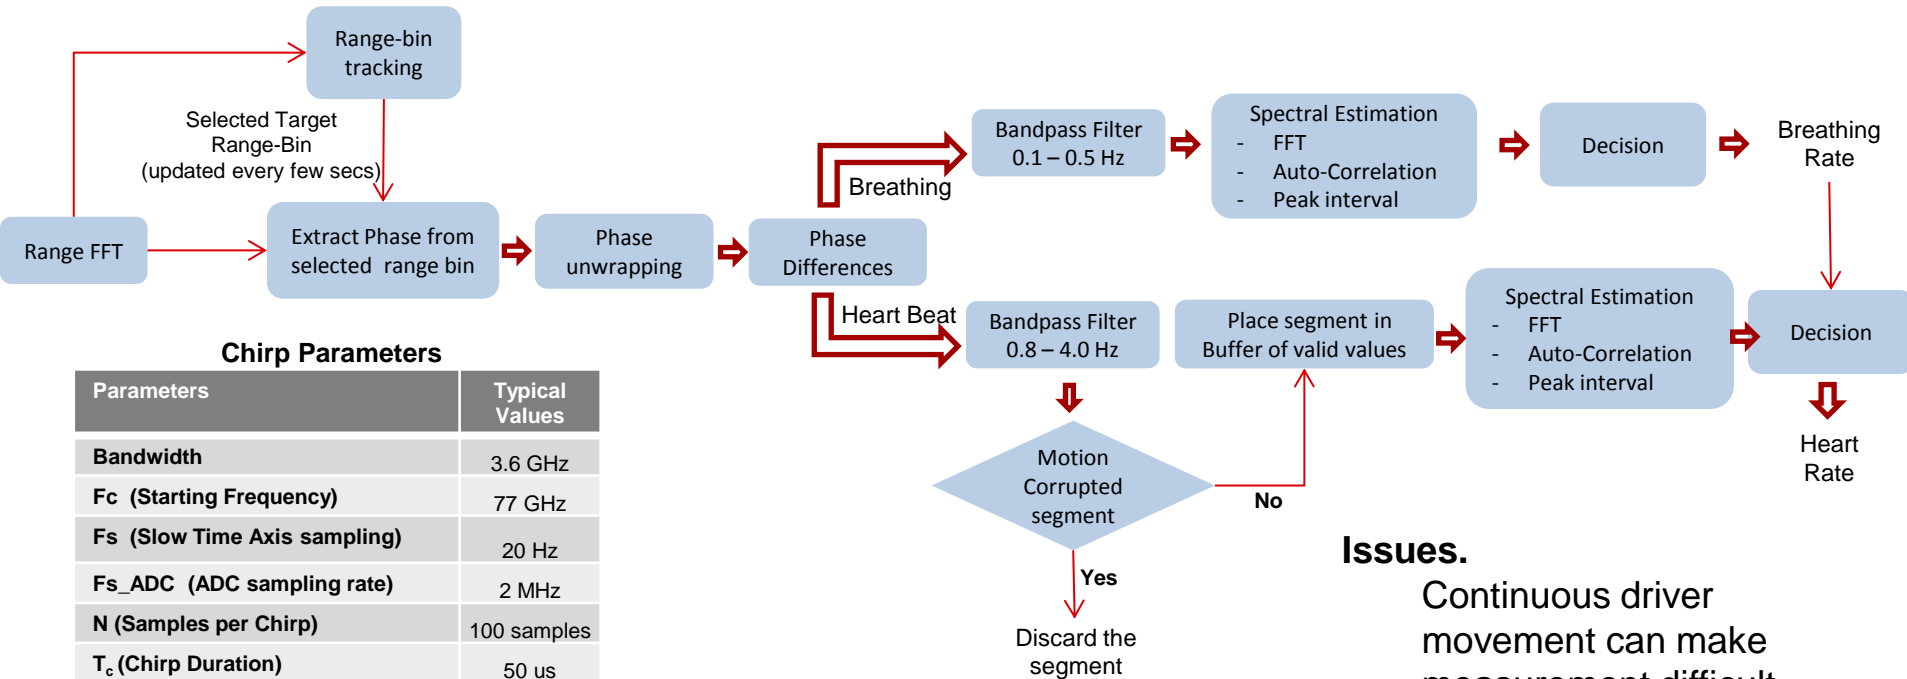 Range-bin
tracking
Selected Target
Range-Bin
(updated every few secs)
Range FFT
Extract Phase from
selected range bin
Phase
unwrapping
Phase
Differences
Breathing
Bandpass Filter
0.1 – 0.5 Hz
Spectral Estimation
- FFT
- Auto-Correlation
- Peak interval
Decision
Breathing
Rate
Heart Beat
Bandpass Filter
0.8 – 4.0 Hz
Place segment in
Buffer of valid values
Spectral Estimation
- FFT
- Auto-Correlation
- Peak interval
Decision
Heart
Rate
Motion
Corrupted
segment
No
Yes
Discard the
segment
Chirp Parameters
Parameters Typical
Values
Bandwidth 3.6 GHz
Fc (Starting Frequency) 77 GHz
Fs (Slow Time Axis sampling) 20 Hz
Fs_ADC (ADC sampling rate) 2 MHz
N (Samples per Chirp) 100 samples
Tc (Chirp Duration) 50 us
Issues.
Continuous driver
movement can make
measurement difficult